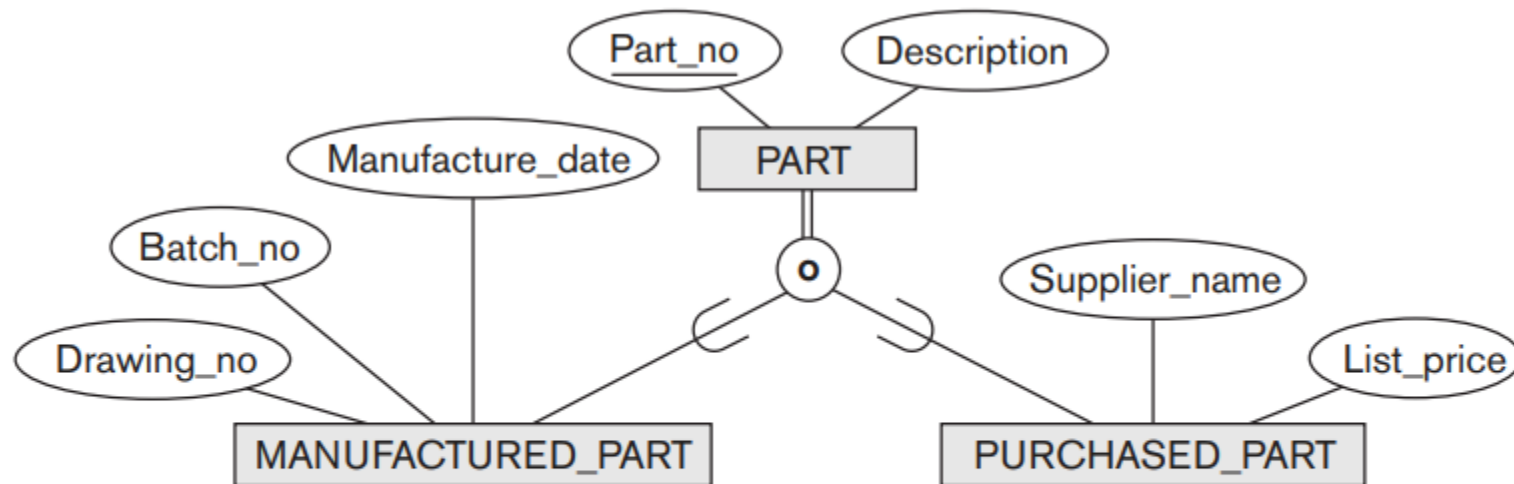 Part_no
Description
Manufacture_date
PART
Batch_no
o
Supplier_name
Drawing_no
List_price
MANUFACTURED_PART
PURCHASED_PART